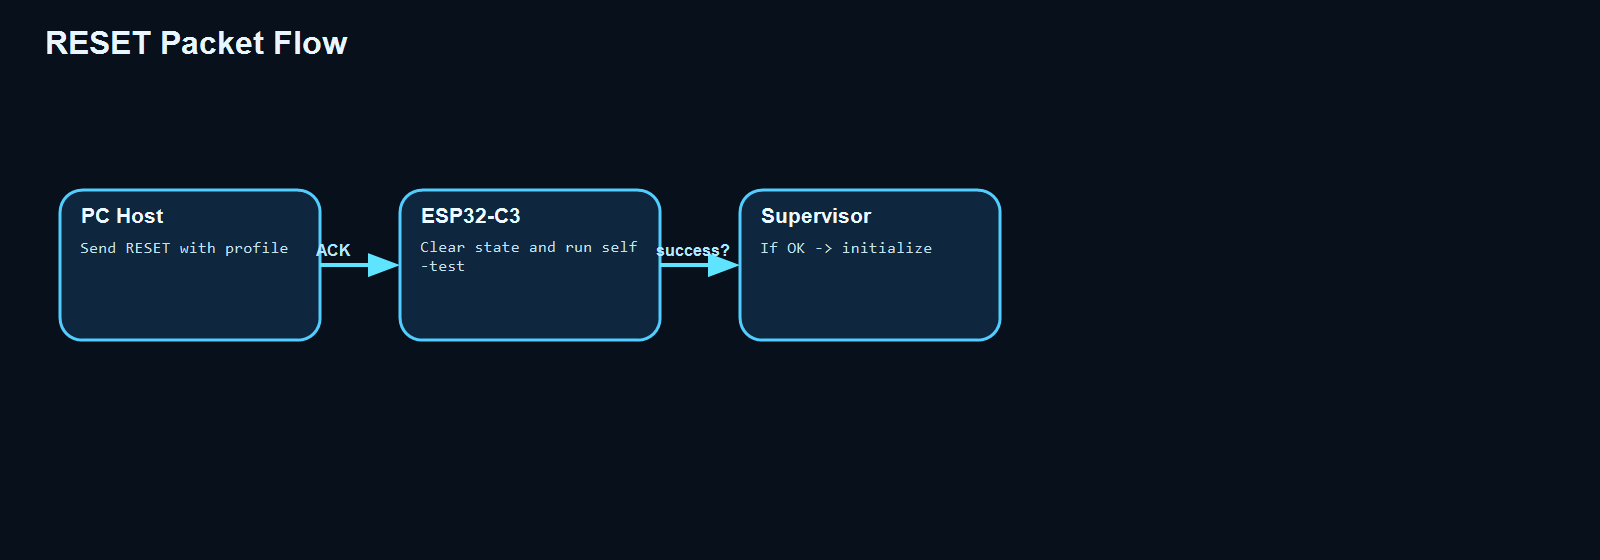 RESET Packet Flow
PC Host
Send RESET with profile
ACK
ESP32-C3
Clear state and run self
-test
success?
Supervisor
If OK -> initialize